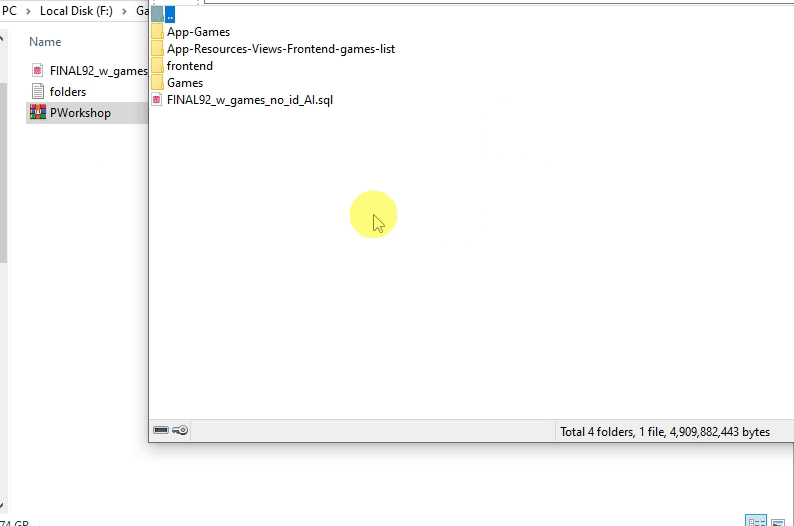 PC > Local Disk (F:) > Ga
Name
FINAL92_w_games
folders
PWorkshop
..
App-Games
App-Resources-Views-Frontend-games-list
frontend
Games
FINAL92_w_games_no_id_AI.sql
Total 4 folders, 1 file, 4,909,882,443 bytes
74 GB